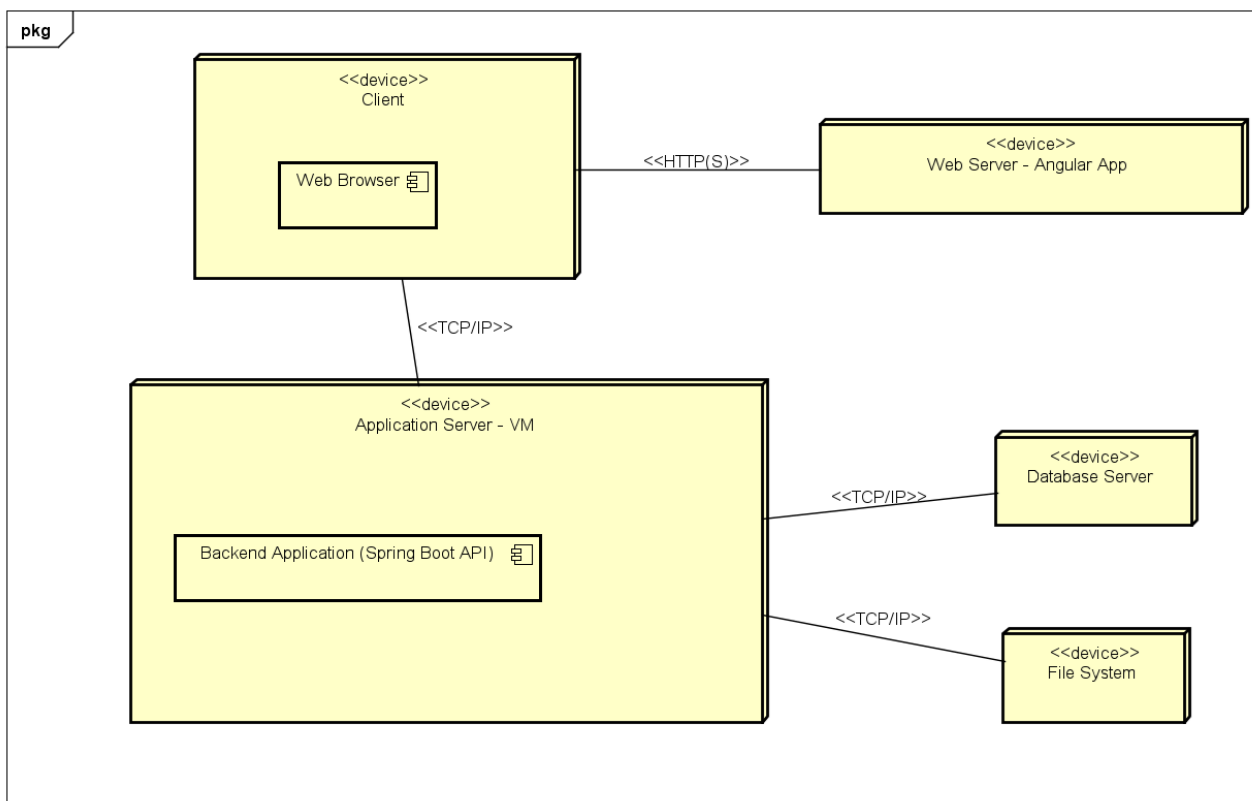 pkg
<<device>>
Client
Web Browser
<<HTTP(S)>>
<<device>>
Web Server - Angular App
<<TCP/IP>>
<<device>>
Application Server - VM
Backend Application (Spring Boot API)
<<TCP/IP>>
<<device>>
Database Server
<<TCP/IP>>
<<device>>
File System